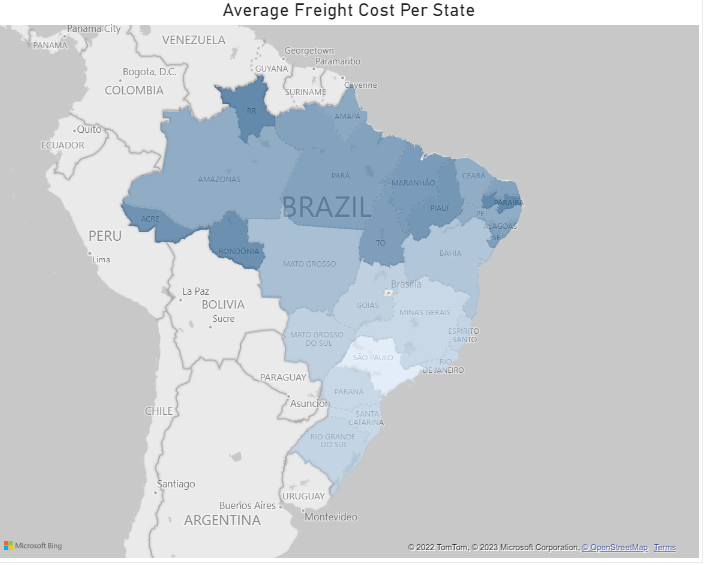 Average Freight Cost Per State
Panama City
PANAMA
VENEZUELA
Georgetown
Paramaribo
GUYANA
Cayenne
SURINAME
Bogota, D.C.
COLOMBIA
RR
AMAPÁ
Quito
ECUADOR
AMAZONAS
PARÁ
MARANHÃO
CEARÁ
PIAUÍ
PARAÍBA
PE
ACRE
BRAZIL
ALAGOAS
SE
PERU
TO
RONDÔNIA
BAHIA
Lima
MATO GROSSO
La Paz
Brasília
BOLIVIA
GOIÁS
MINAS GERAIS
Sucre
MATO GROSSO
DO SUL
ESPÍRITO
SANTO
SÃO PAULO
RIO
DE JANEIRO
PARAGUAY
PARANÁ
Asunción
CHILE
SANTA
CATARINA
RIO GRANDE
DO SUL
Santiago
URUGUAY
Buenos Aires
Montevideo
ARGENTINA
Microsoft Bing
© 2022 TomTom, © 2023 Microsoft Corporation, © OpenStreetMap Terms